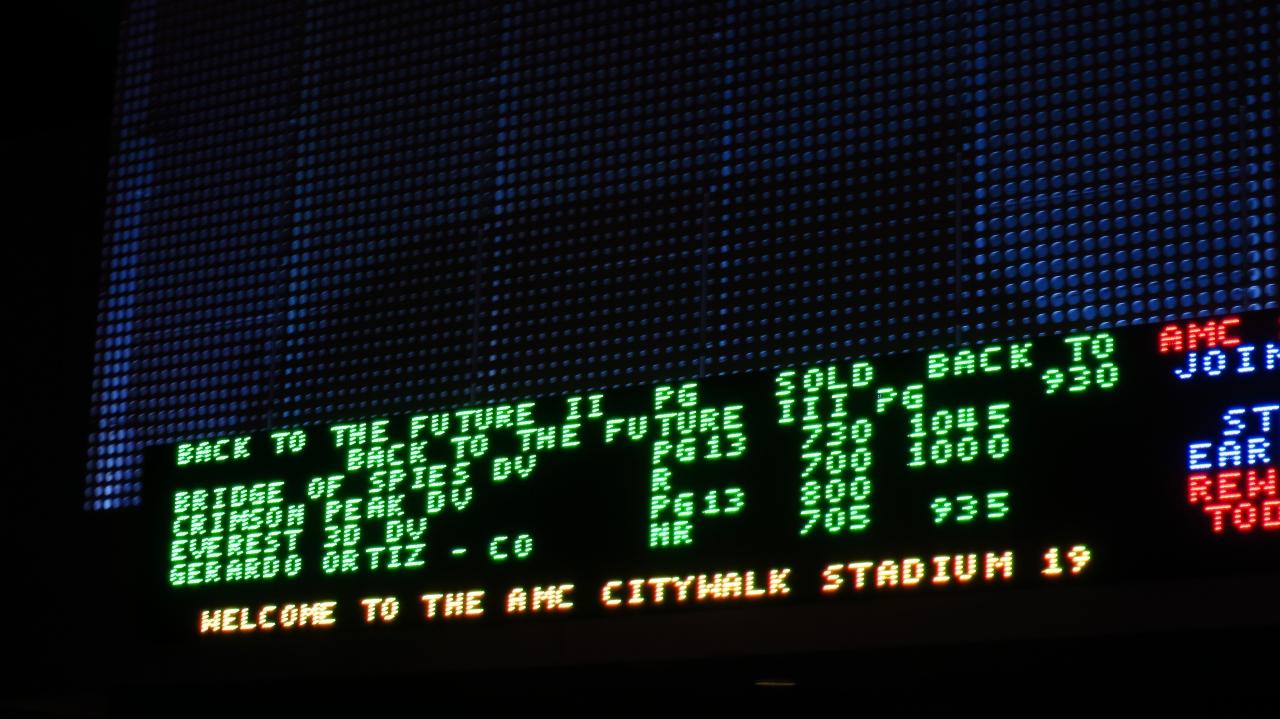 BACK TO THE FUTURE II PG SOLD BACK TO
BACK TO THE FUTURE III PG 930
BRIDGE OF SPIES DV PG13 730 1045
CRIMSON PEAK DV R 700 1000
EVEREST 3D DV PG13 800
GERARDO ORTIZ - CO NR 705 935
WELCOME TO THE AMC CITYWALK STADIUM 19
AMC
JOIN
ST
EAR
REW
TOD